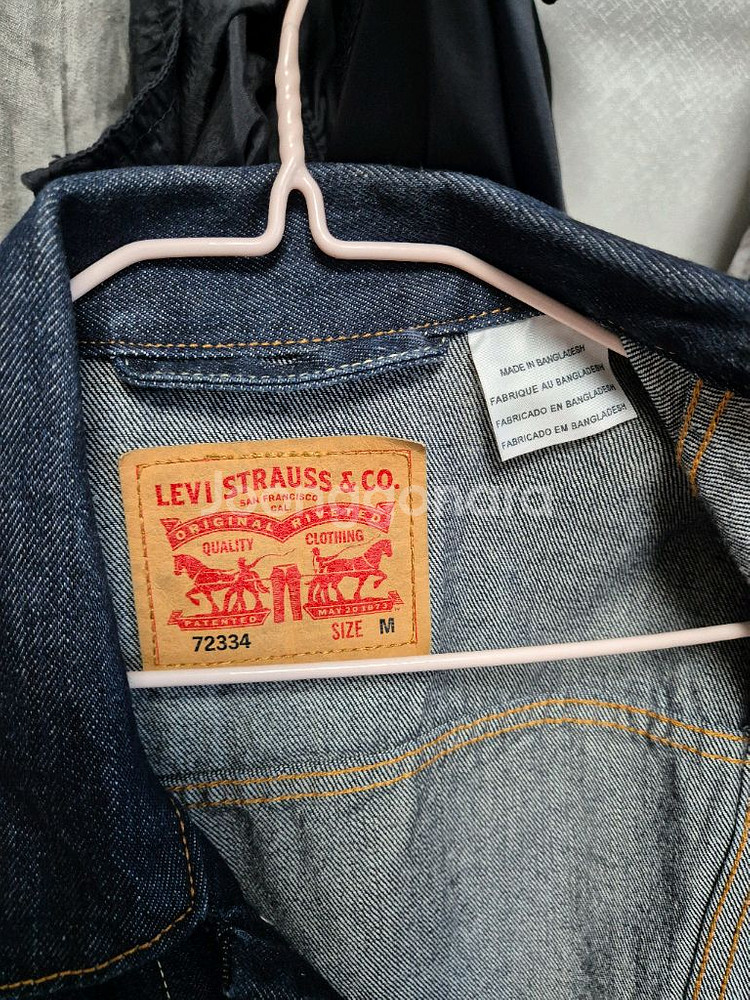 MADE IN BANGLADESH
FABRIQUE AU BANGLADESH
FABRICADO EN BANGLADESH
FABRICADO EM BANGLADESH
LEVI STRAUSS & CO.
SAN FRANCISCO
CAL
ORIGINAL RIVETED
QUALITY CLOTHING
PATENTED MAY 20 1873
72334 SIZE M